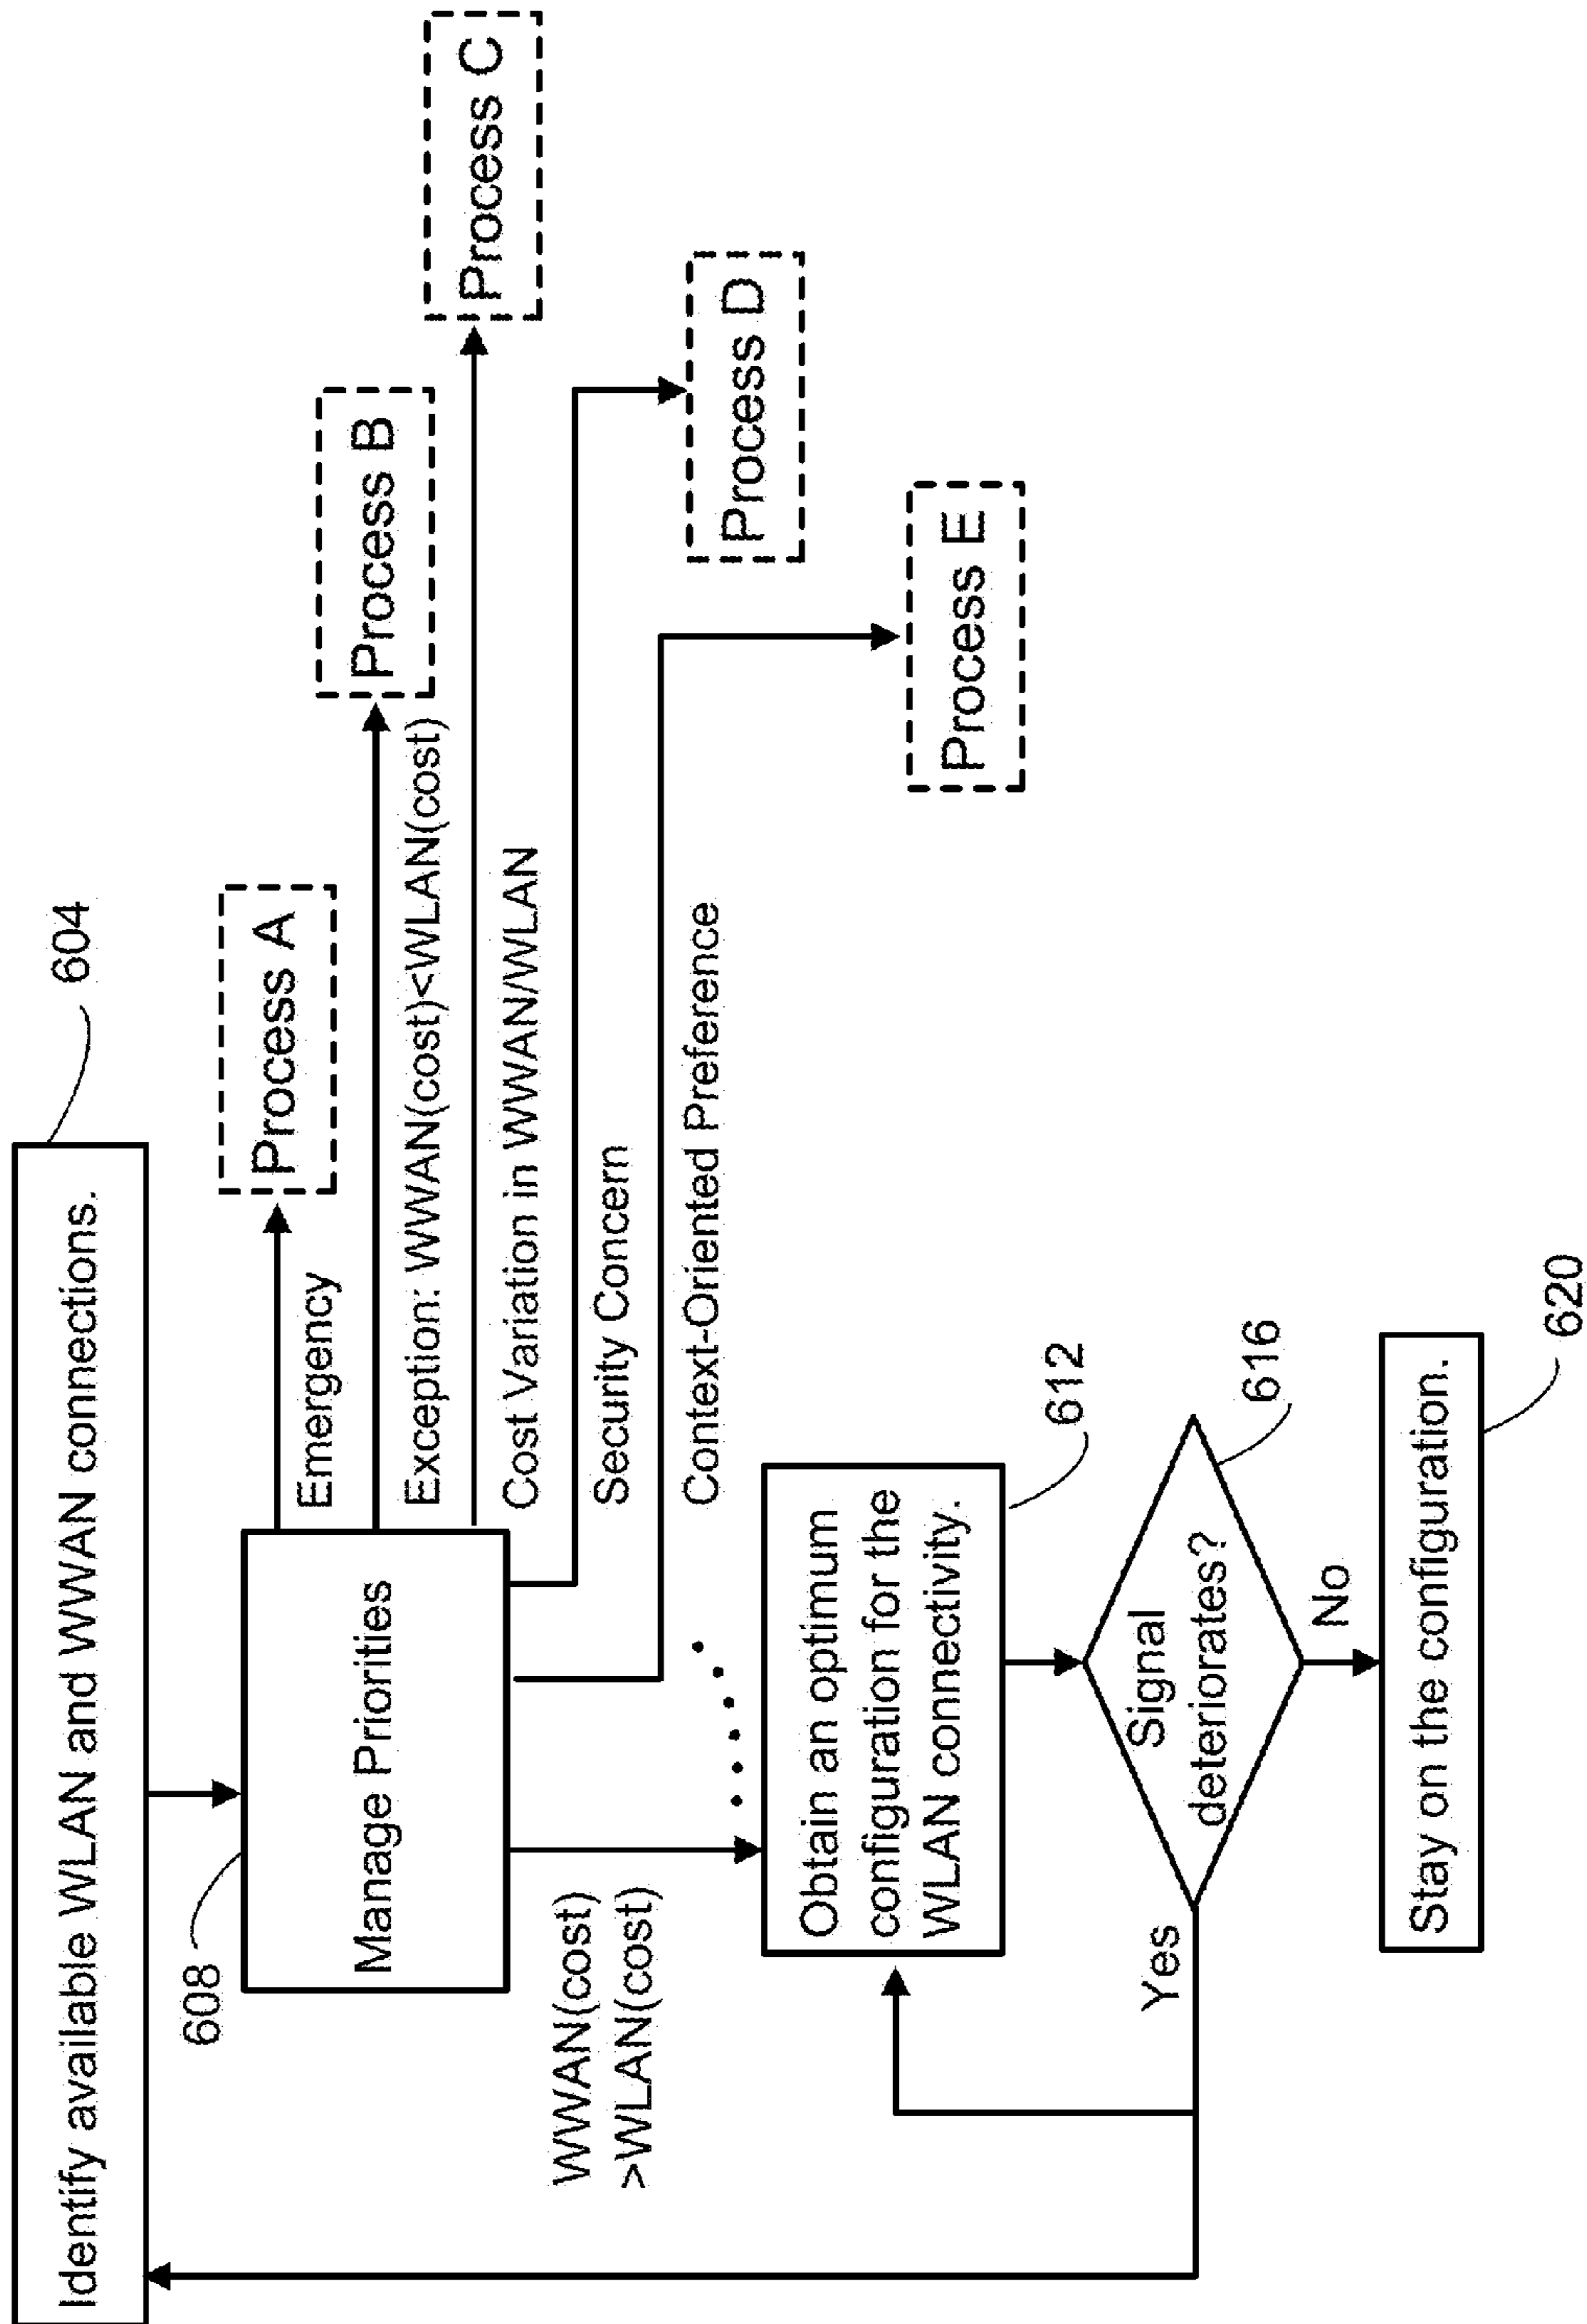 Identify available WLAN and WWAN connections.
604
608
Manage Priorities
Emergency
Process A
Exception: WWAN(cost)<WLAN(cost)
Process B
Cost Variation in WWAN/WLAN
Process C
Security Concern
Process D
Context-Oriented Preference
Process E
WWAN(cost)
>WLAN(cost)
Obtain an optimum
configuration for the
WLAN connectivity.
612
Signal
deteriorates?
616
Yes
No
Stay on the configuration.
620